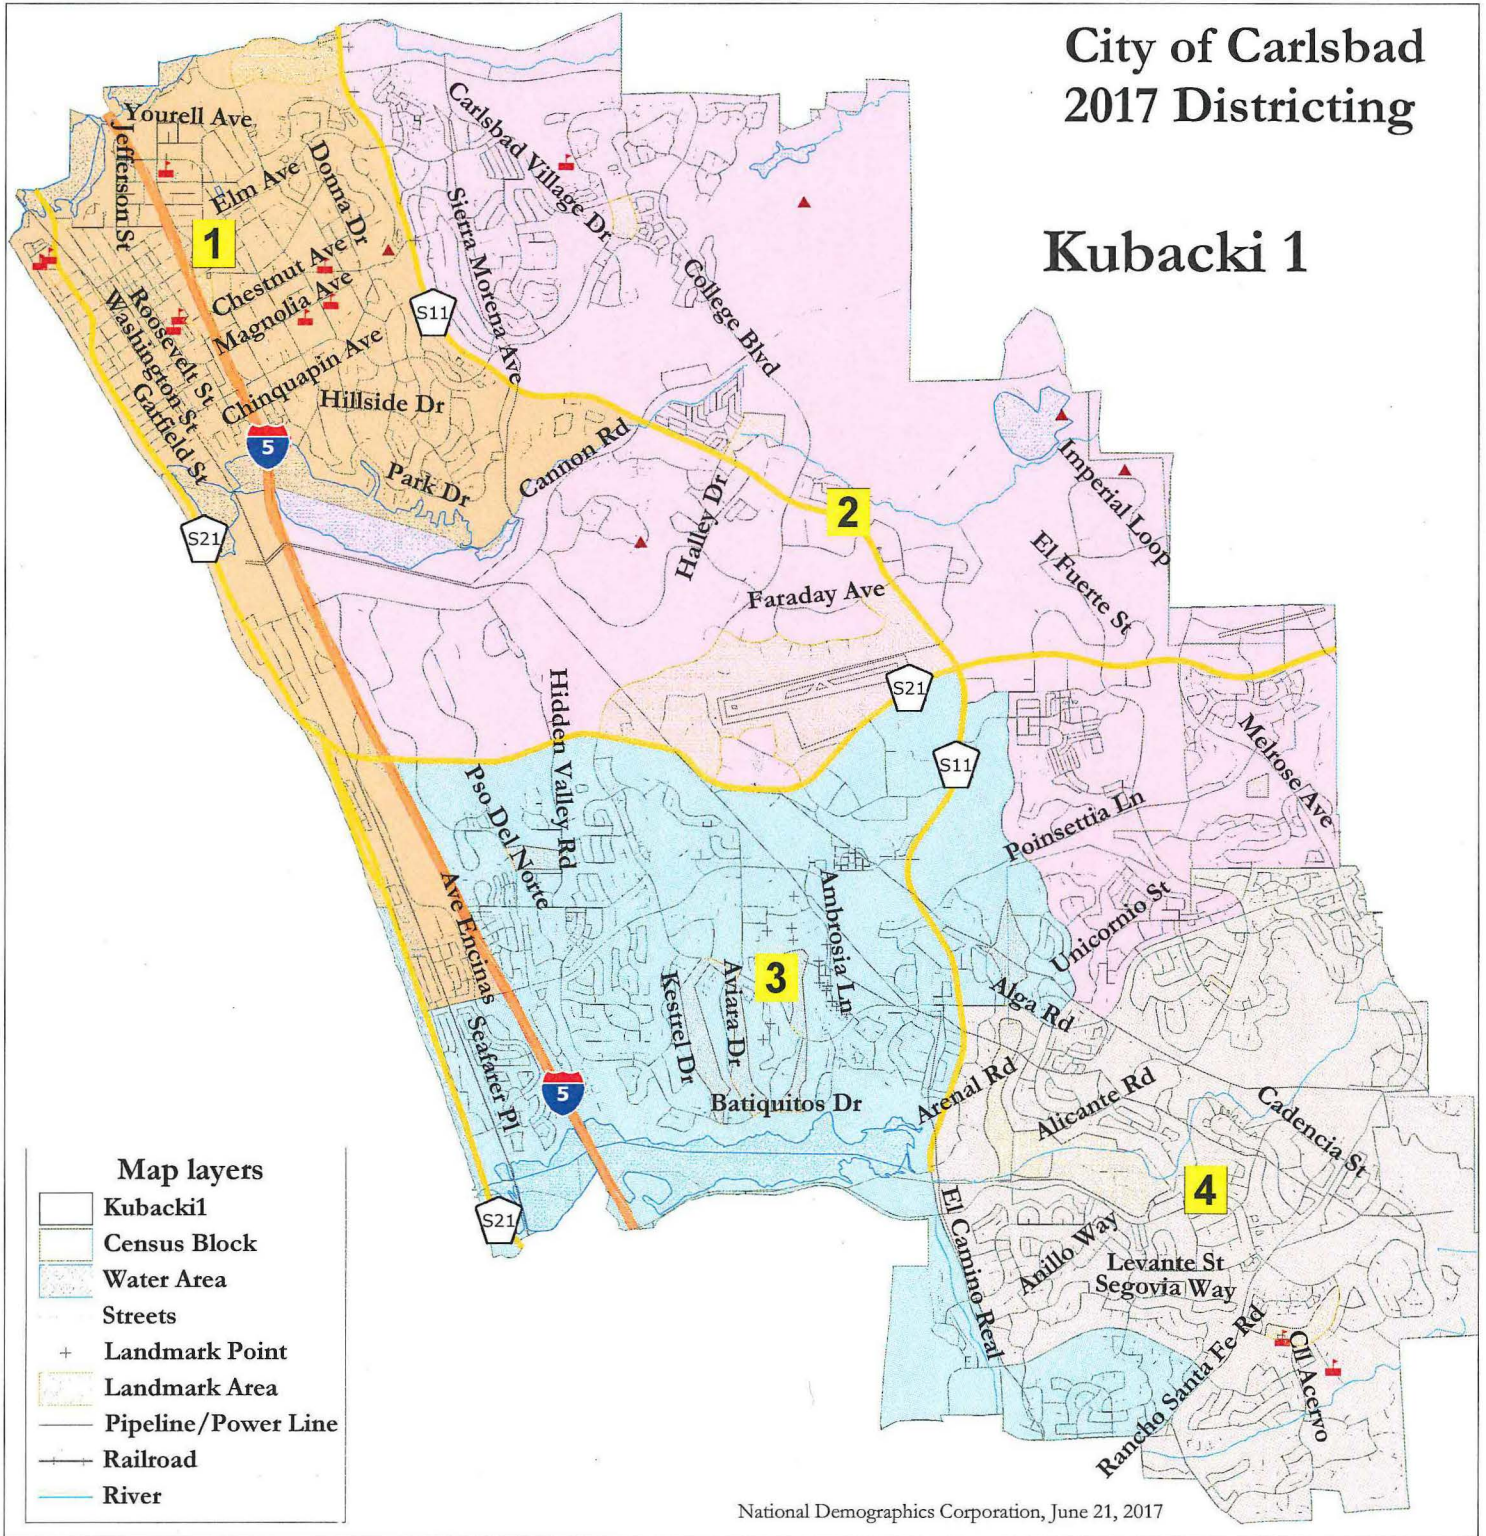 City of Carlsbad
2017 Districting
Kubacki 1
Yourell Ave
Jefferson St
Elm Ave
Donna Dr
1
Chestnut Ave
Magnolia Ave
Roosevelt St
Washington St
Garfield St
Chinquapin Ave
Hillside Dr
Park Dr
5
S21
S11
Carlsbad Village Dr
Sierra Morena Ave
College Blvd
Cannon Rd
Halley Dr
2
Imperial Loop
El Fuerte St
Faraday Ave
S21
S11
Hidden Valley Rd
Pso Del Norte
Melrose Ave
Poinsettia Ln
Unicornio St
Ave Encinas
Ambrosia Ln
3
Kestrel Dr
Aviara Dr
Alga Rd
Seafarer Pl
5
Batiquitos Dr
Arenal Rd
Alicante Rd
Cadencia St
4
S21
El Camino Real
Anillo Way
Levante St
Segovia Way
Rancho Santa Fe Rd
Cll Acervo
Map layers
Kubacki1
Census Block
Water Area
Streets
Landmark Point
Landmark Area
Pipeline/Power Line
Railroad
River
National Demographics Corporation, June 21, 2017